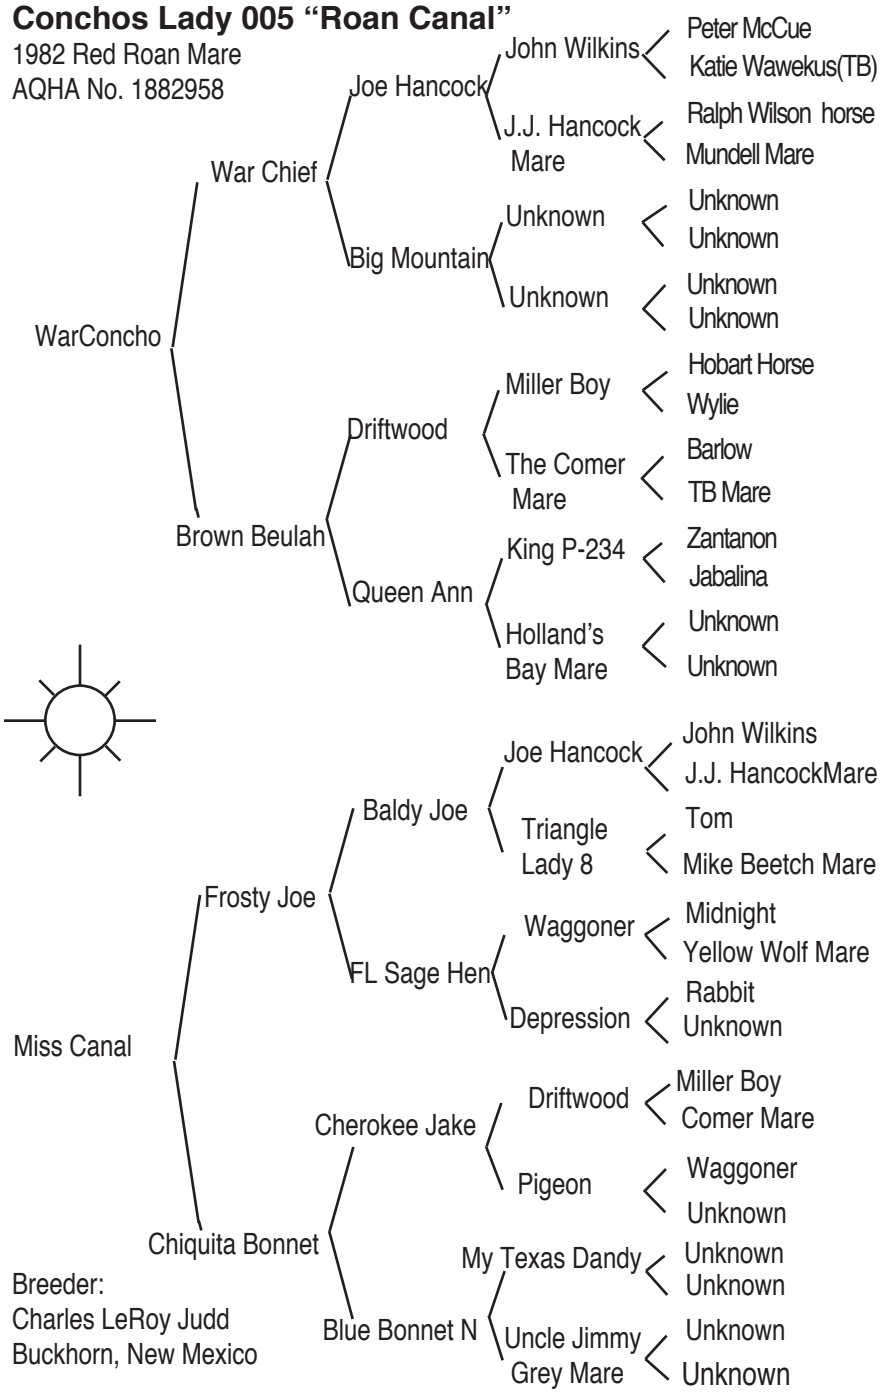 Conchos Lady 005 “Roan Canal”
1982 Red Roan Mare
AQHA No. 1882958
WarConcho
War Chief
Joe Hancock
John Wilkins
Peter McCue
Katie Wawekus(TB)
J.J. Hancock
Mare
Ralph Wilson horse
Mundell Mare
Big Mountain
Unknown
Unknown
Unknown
Unknown
Unknown
Unknown
Brown Beulah
Driftwood
Miller Boy
Hobart Horse
Wylie
The Comer
Mare
Barlow
TB Mare
Queen Ann
King P-234
Zantanon
Jabalina
Holland’s
Bay Mare
Unknown
Unknown
Miss Canal
Frosty Joe
Baldy Joe
Joe Hancock
John Wilkins
J.J. HancockMare
Triangle
Lady 8
Tom
Mike Beetch Mare
FL Sage Hen
Waggoner
Midnight
Yellow Wolf Mare
Depression
Rabbit
Unknown
Chiquita Bonnet
Cherokee Jake
Driftwood
Miller Boy
Comer Mare
Pigeon
Waggoner
Unknown
Blue Bonnet N
My Texas Dandy
Unknown
Unknown
Uncle Jimmy
Grey Mare
Unknown
Unknown
Breeder:
Charles LeRoy Judd
Buckhorn, New Mexico